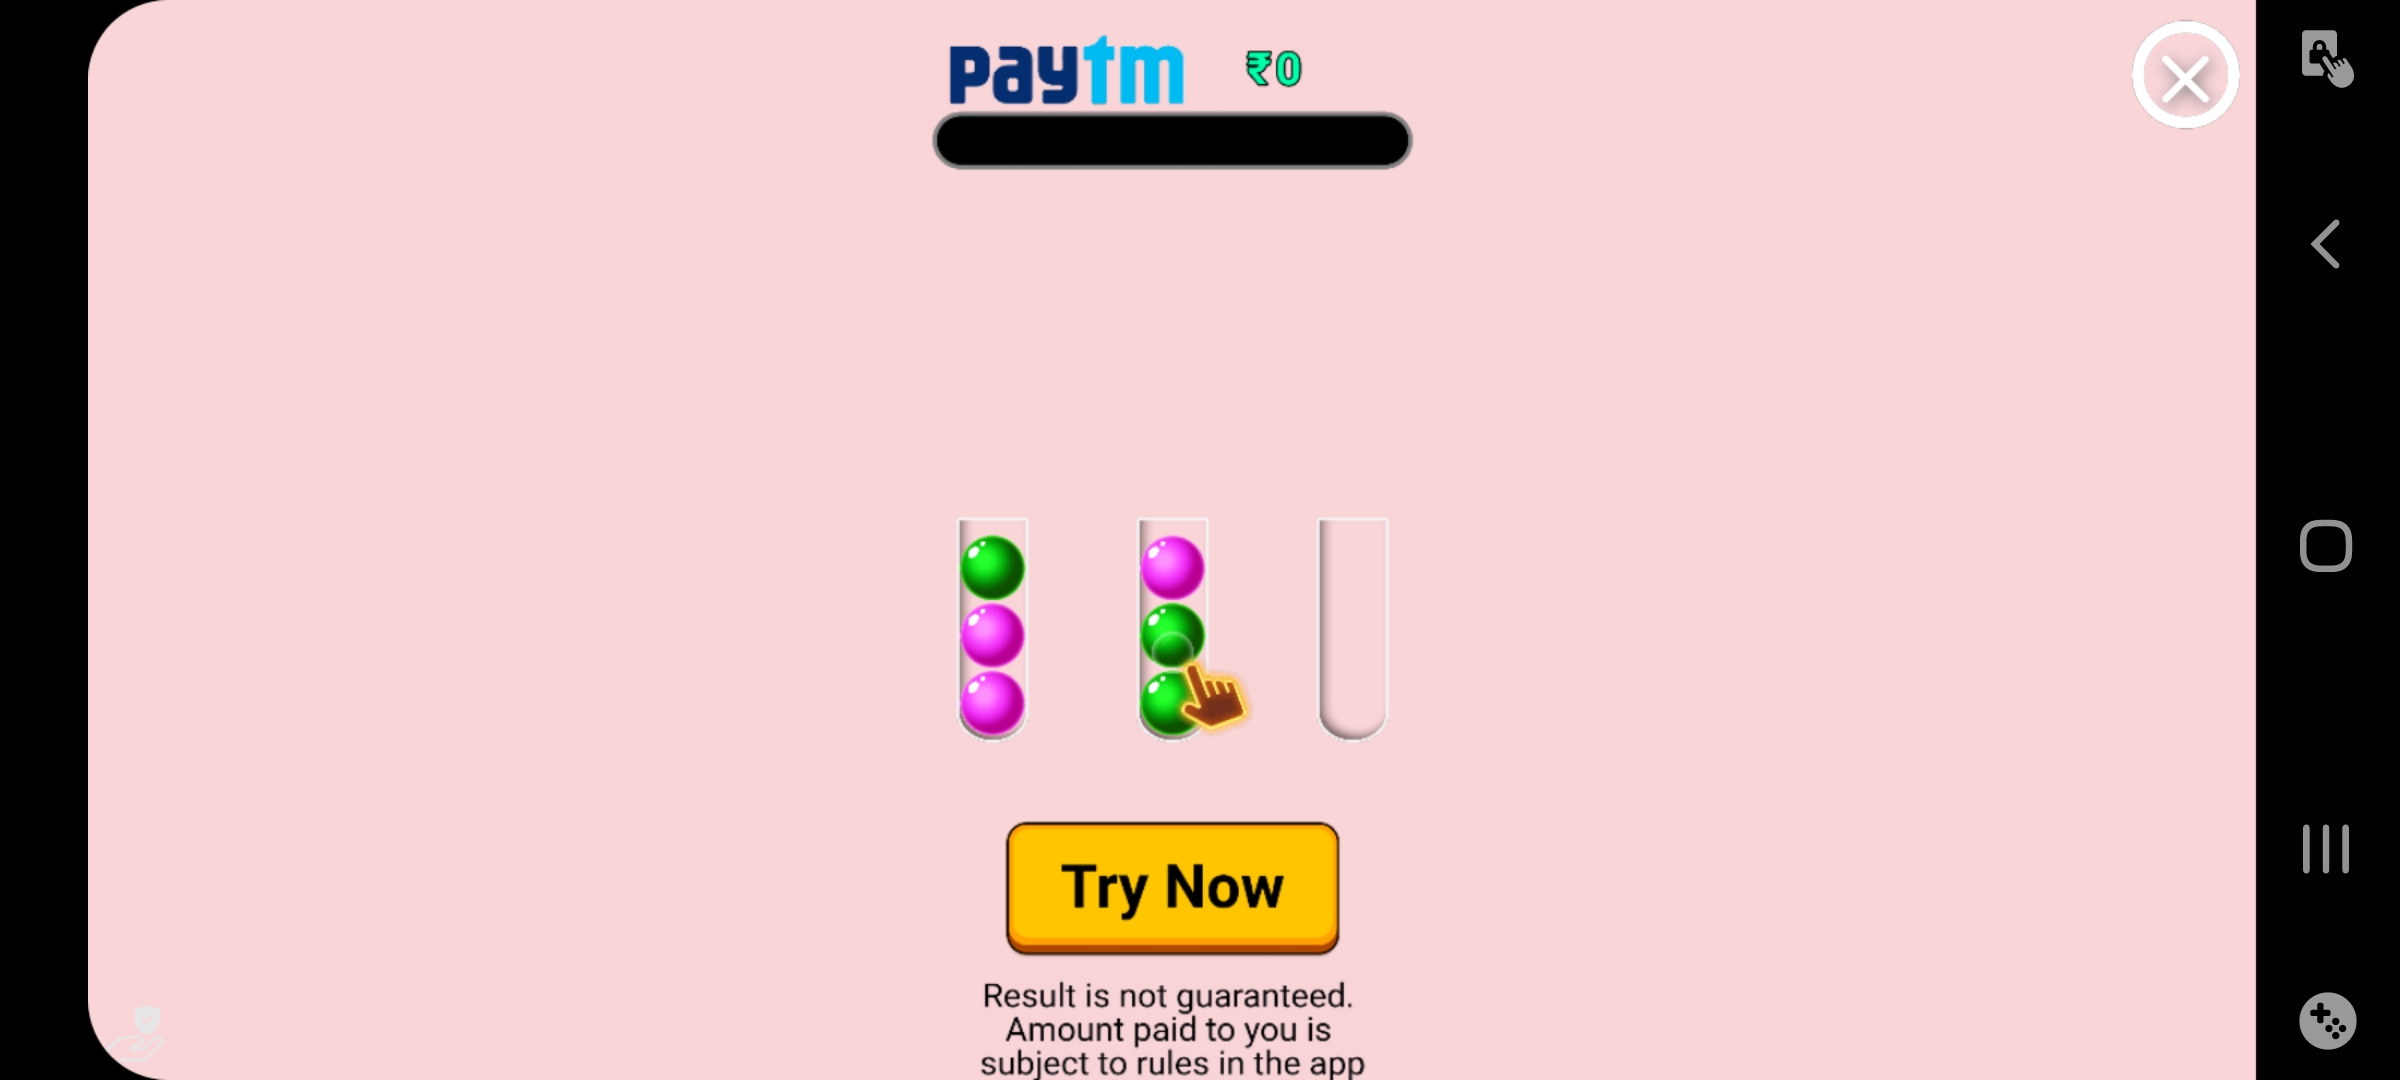 paytm ₹0
Try Now
Result is not guaranteed.
Amount paid to you is
subject to rules in the app